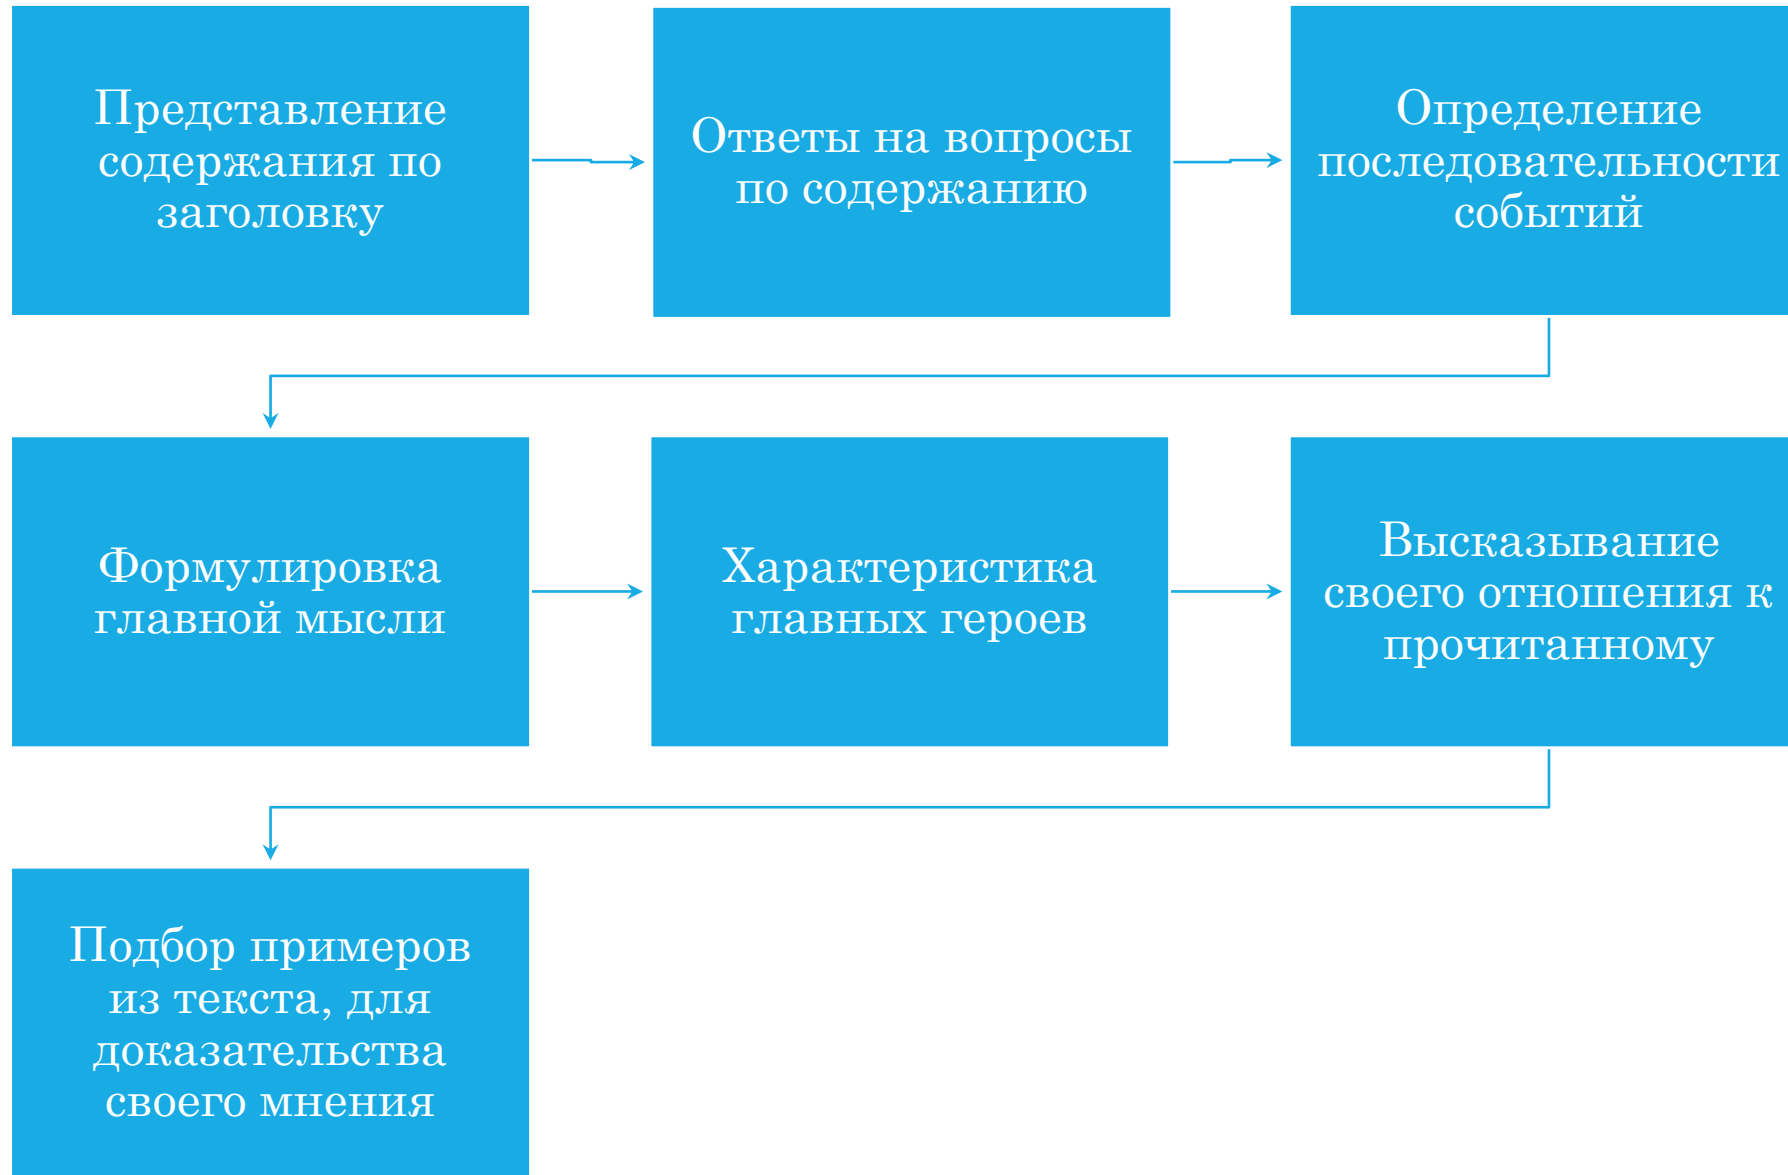 Представление
содержания по
заголовку
Ответы на вопросы
по содержанию
Определение
последовательности
событий
Формулировка
главной мысли
Характеристика
главных героев
Высказывание
своего отношения к
прочитанному
Подбор примеров
из текста, для
доказательства
своего мнения